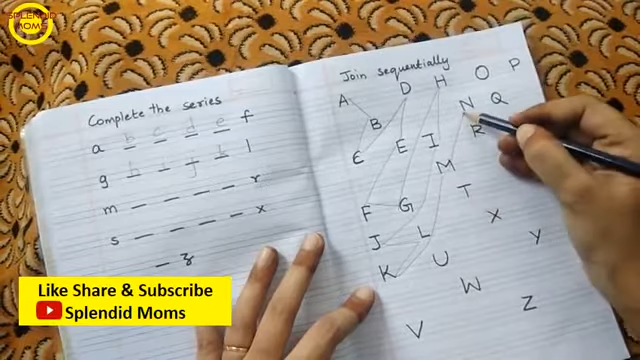 SPLENDID
MOMS
Complete the series
a b c d e f
g h i j k l
m _ _ _ _ r
s _ _ _ _ x
_ z
Join sequentially
A D H O P
B N Q
C E I R
M
F G T
J L X
K U Y
W
V Z
Like Share & Subscribe
Splendid Moms